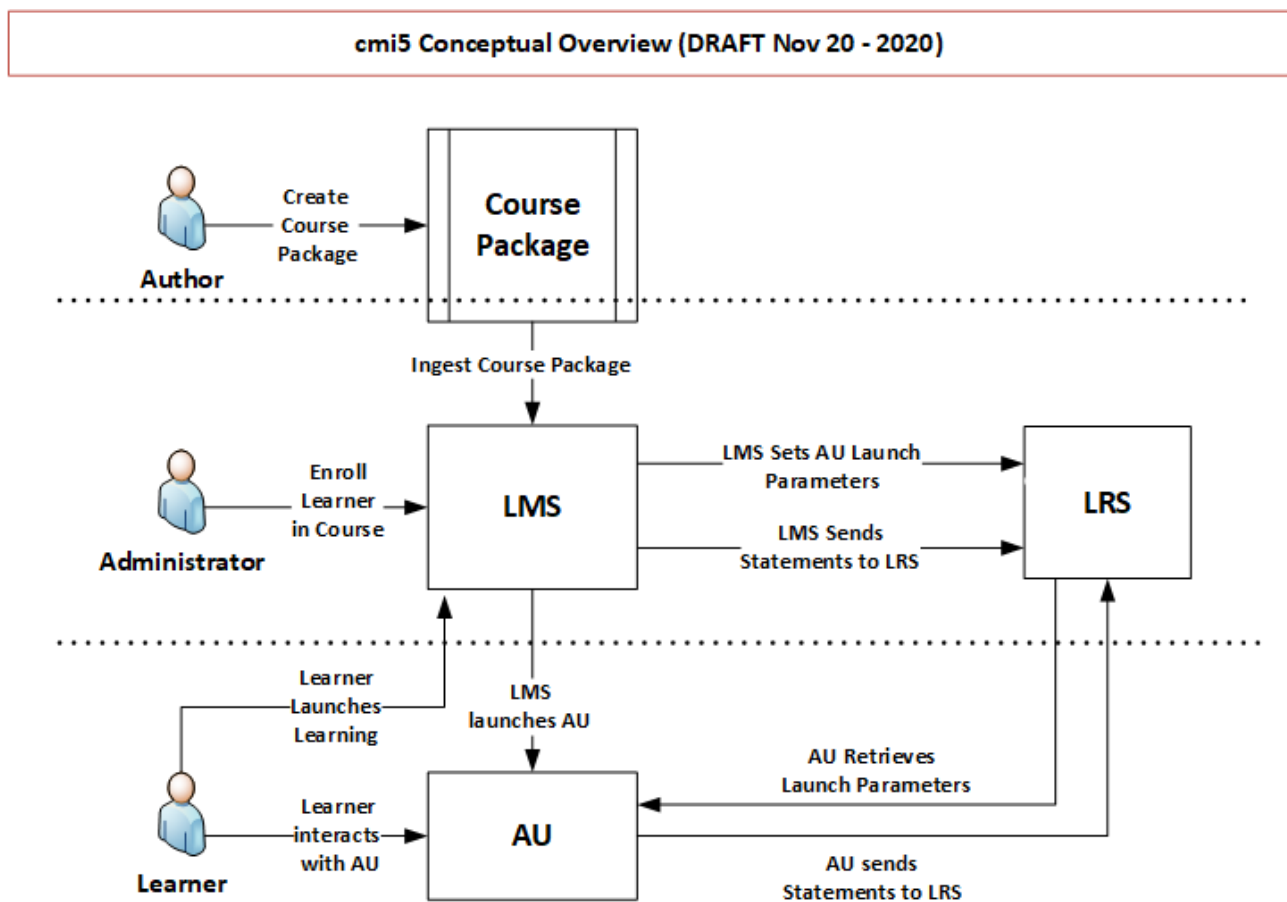 cmi5 Conceptual Overview (DRAFT Nov 20 - 2020)
Create
Course
Package
Course
Package
Author
Ingest Course Package
Enroll
Learner
in Course
Administrator
LMS
LMS Sets AU Launch
Parameters
LMS Sends
Statements to LRS
LRS
Learner
Launches
Learning
LMS
launches AU
AU Retrieves
Launch Parameters
Learner
interacts
with AU
Learner
AU
AU sends
Statements to LRS